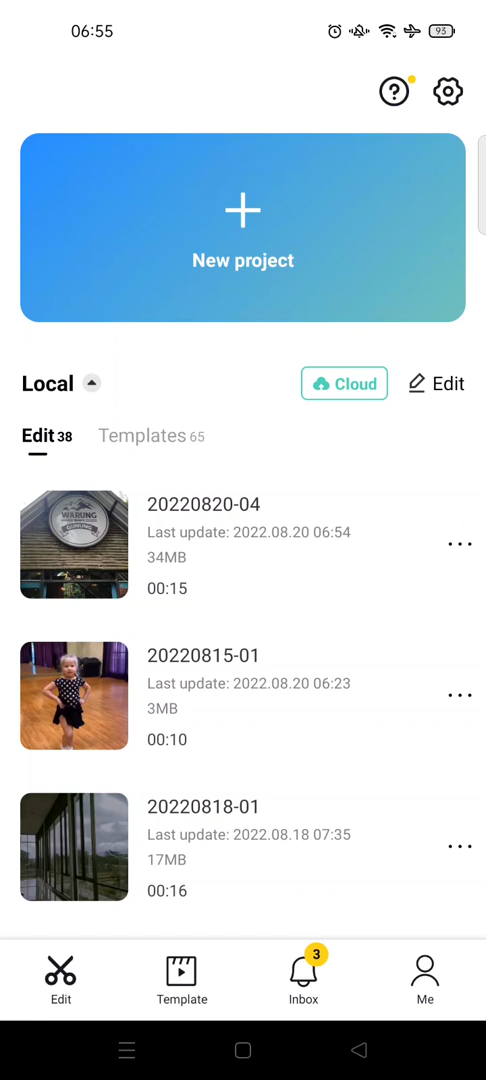 06:55
93
New project
Local
Cloud
Edit
Edit 38
Templates 65
20220820-04
Last update: 2022.08.20 06:54
34MB
00:15
WARUNG
GUNUNG
20220815-01
Last update: 2022.08.20 06:23
3MB
00:10
20220818-01
Last update: 2022.08.18 07:35
17MB
00:16
3
Edit
Template
Inbox
Me